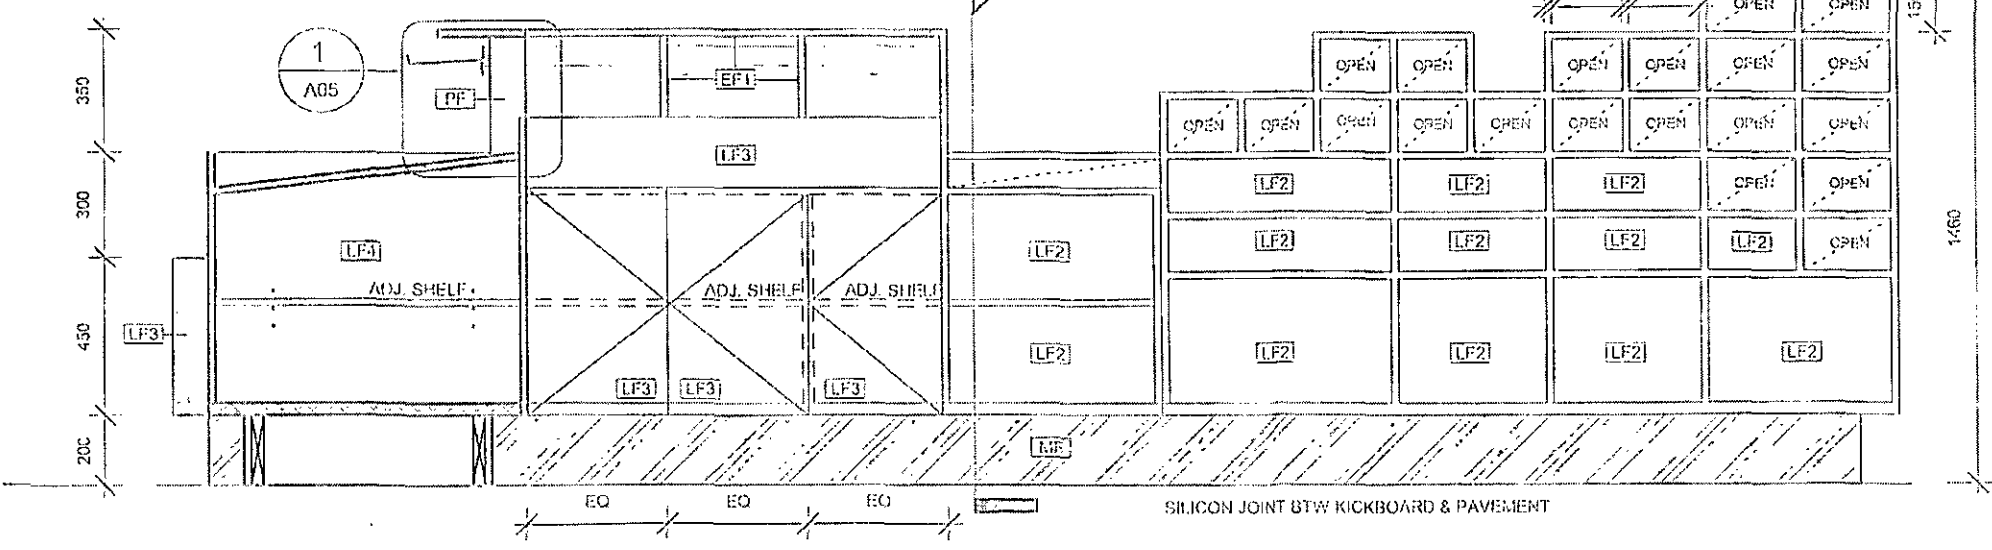 OPEN OPEN
1
A05
350
PF
EF1
OPEN OPEN OPEN OPEN OPEN OPEN
OPEN OPEN OPEN OPEN OPEN OPEN OPEN OPEN OPEN
LF3
300
LF2 LF2 LF2 OPEN OPEN
LF4 LF2
LF2 LF2 LF2 LF2 OPEN
1460
ADJ. SHELF ADJ. SHELF ADJ. SHELF
450
LF3
LF2 LF2 LF2 LF2 LF2
LF3 LF3 LF3
200
EQ EQ EQ
SILICON JOINT BTW KICKBOARD & PAVEMENT